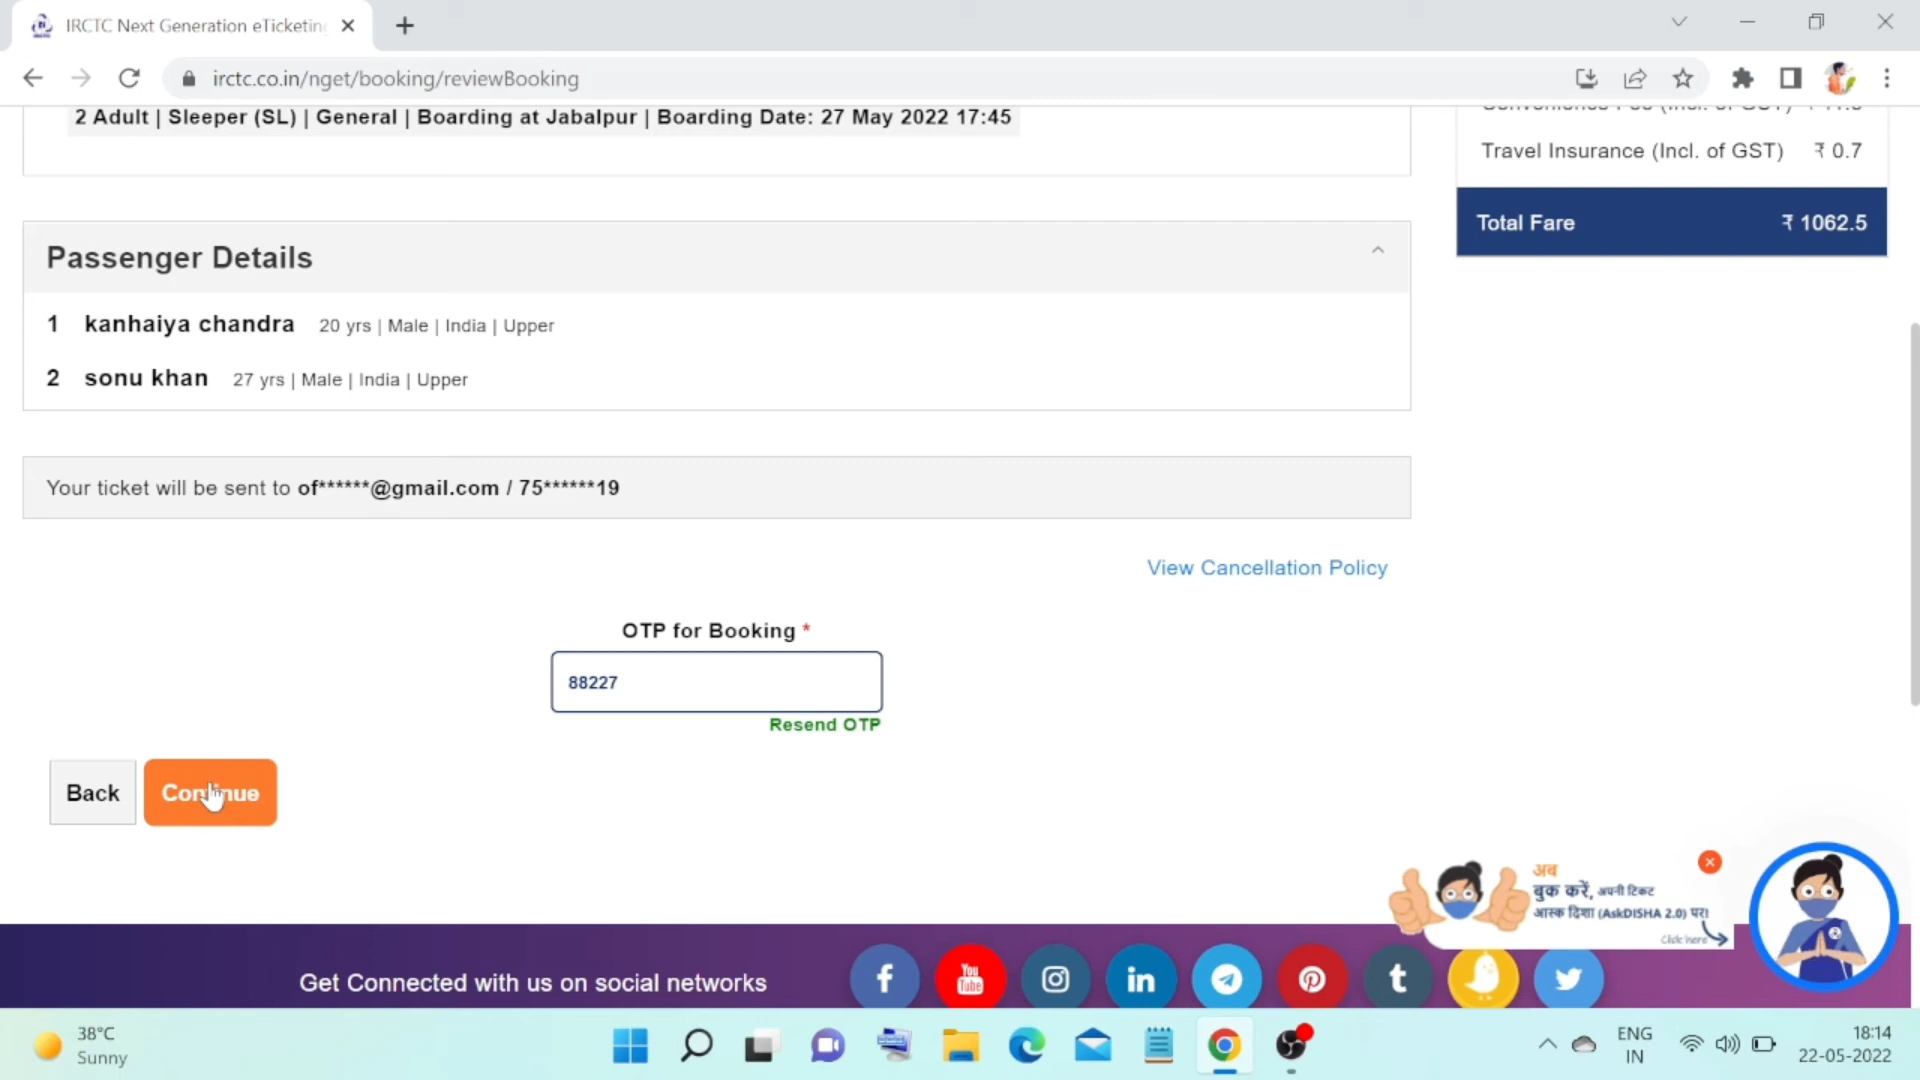 IRCTC Next Generation eTicketin
irctc.co.in/nget/booking/reviewBooking
2 Adult | Sleeper (SL) | General | Boarding at Jabalpur | Boarding Date: 27 May 2022 17:45
Travel Insurance (Incl. of GST) ₹ 0.7
Total Fare ₹ 1062.5
Passenger Details
1 kanhaiya chandra 20 yrs | Male | India | Upper
2 sonu khan 27 yrs | Male | India | Upper
Your ticket will be sent to of******@gmail.com / 75******19
View Cancellation Policy
OTP for Booking *
88227
Resend OTP
Back Continue
अब
बुक करें, अपनी टिकट
आस्क दिशा (AskDISHA 2.0) पर!
Click here
Get Connected with us on social networks
You
Tube
38°C
Sunny
ENG
IN
18:14
22-05-2022